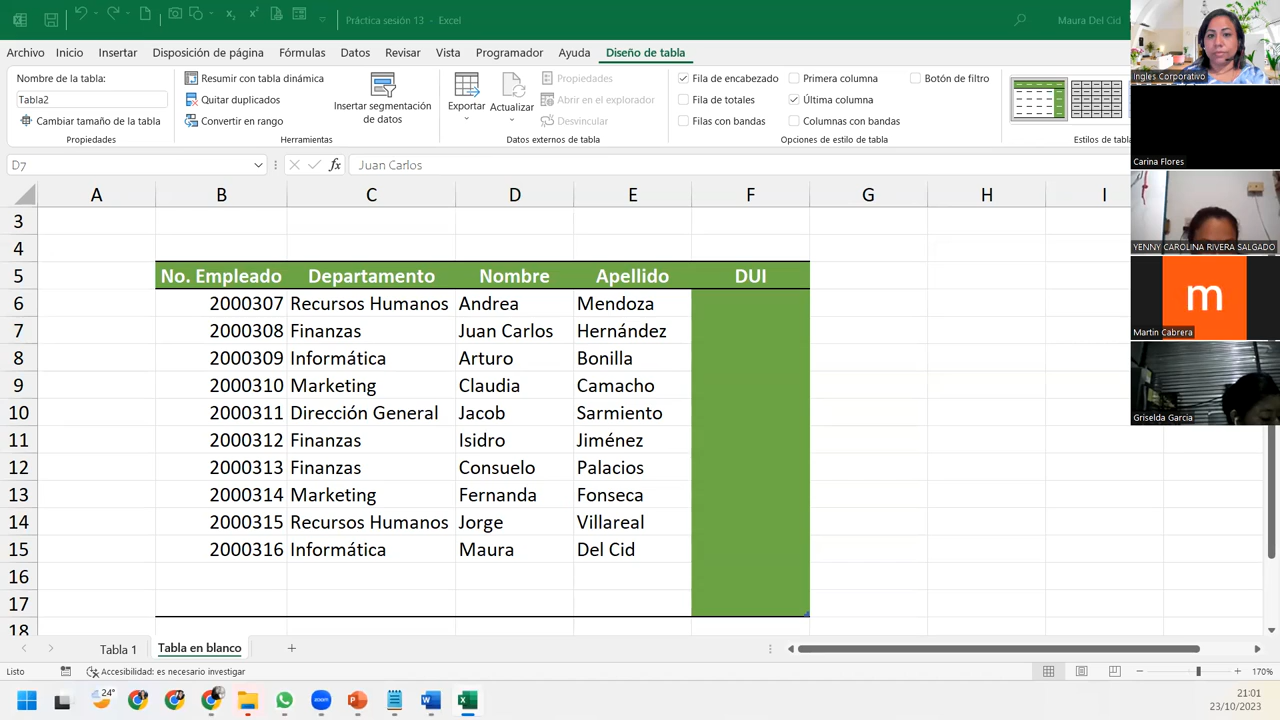 Práctica sesión 13 - Excel
Maura Del Cid
Archivo Inicio Insertar Disposición de página Fórmulas Datos Revisar Vista Programador Ayuda Diseño de tabla
Nombre de la tabla:
Tabla2
Cambiar tamaño de la tabla
Propiedades
Resumir con tabla dinámica
Quitar duplicados
Convertir en rango
Insertar segmentación
de datos
Herramientas
Exportar
Actualizar
Propiedades
Abrir en el explorador
Desvincular
Datos externos de tabla
Fila de encabezado
Primera columna
Botón de filtro
Fila de totales
Última columna
Filas con bandas
Columnas con bandas
Opciones de estilo de tabla
Estilos de tabla
D7
fx
Juan Carlos
A B C D E F G H I
3
4
5 No. Empleado Departamento Nombre Apellido DUI
6 2000307 Recursos Humanos Andrea Mendoza
7 2000308 Finanzas Juan Carlos Hernández
8 2000309 Informática Arturo Bonilla
9 2000310 Marketing Claudia Camacho
10 2000311 Dirección General Jacob Sarmiento
11 2000312 Finanzas Isidro Jiménez
12 2000313 Finanzas Consuelo Palacios
13 2000314 Marketing Fernanda Fonseca
14 2000315 Recursos Humanos Jorge Villareal
15 2000316 Informática Maura Del Cid
16
17
18
Tabla 1 Tabla en blanco
Listo
Accesibilidad: es necesario investigar
170%
24°
zoom
21:01
23/10/2023
Ingles Corporativo
Carina Flores
YENNY CAROLINA RIVERA SALGADO
m
Martin Cabrera
Griselda Garcia